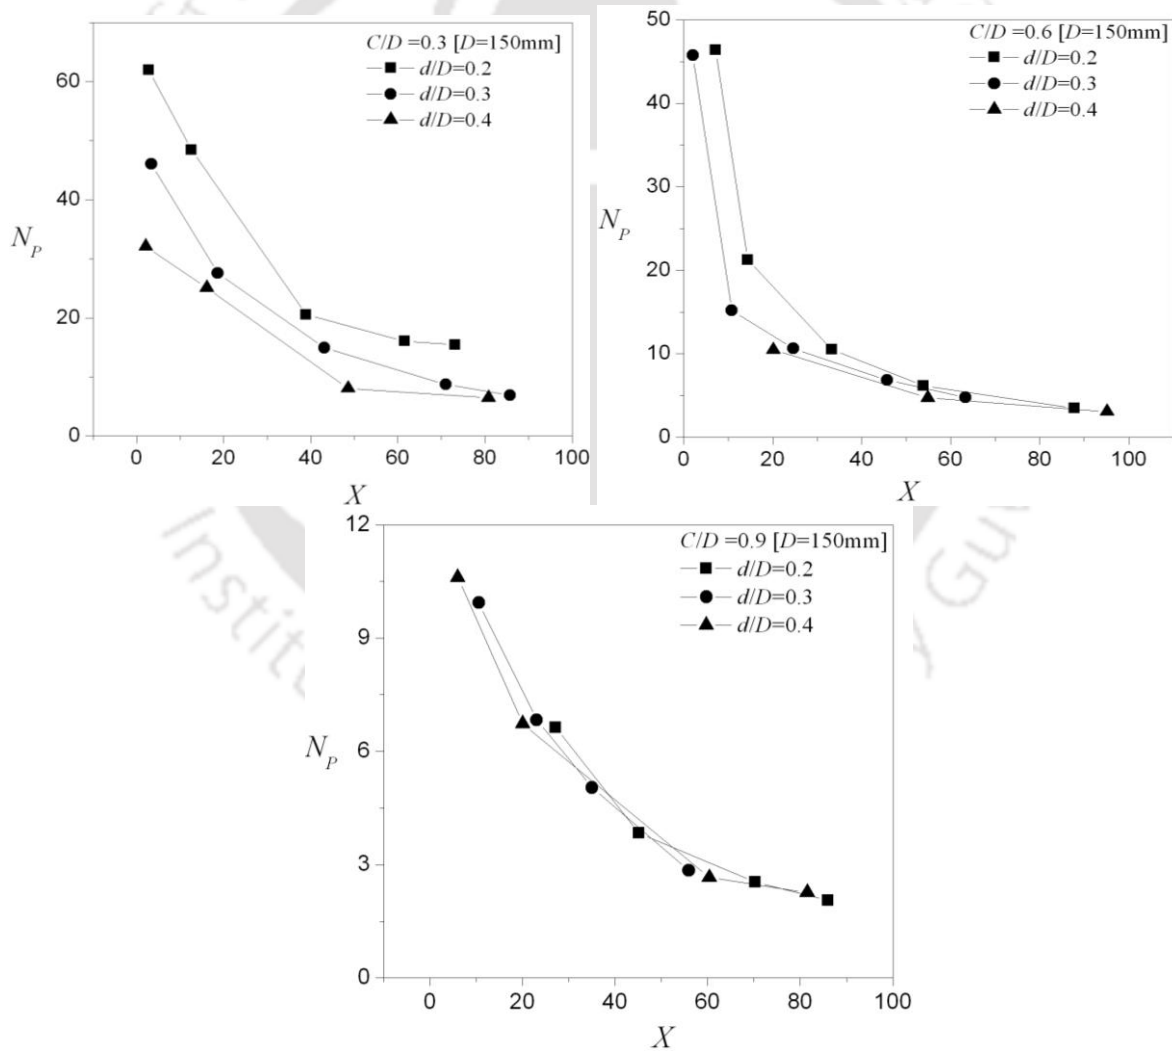 C/D =0.3 [D=150mm]
d/D=0.2
d/D=0.3
d/D=0.4
60
40
20
0
N_P
0 20 40 60 80 100
X
C/D =0.6 [D=150mm]
d/D=0.2
d/D=0.3
d/D=0.4
50
40
30
20
10
0
N_P
0 20 40 60 80 100
X
C/D =0.9 [D=150mm]
d/D=0.2
d/D=0.3
d/D=0.4
12
9
6
3
0
N_P
0 20 40 60 80 100
X